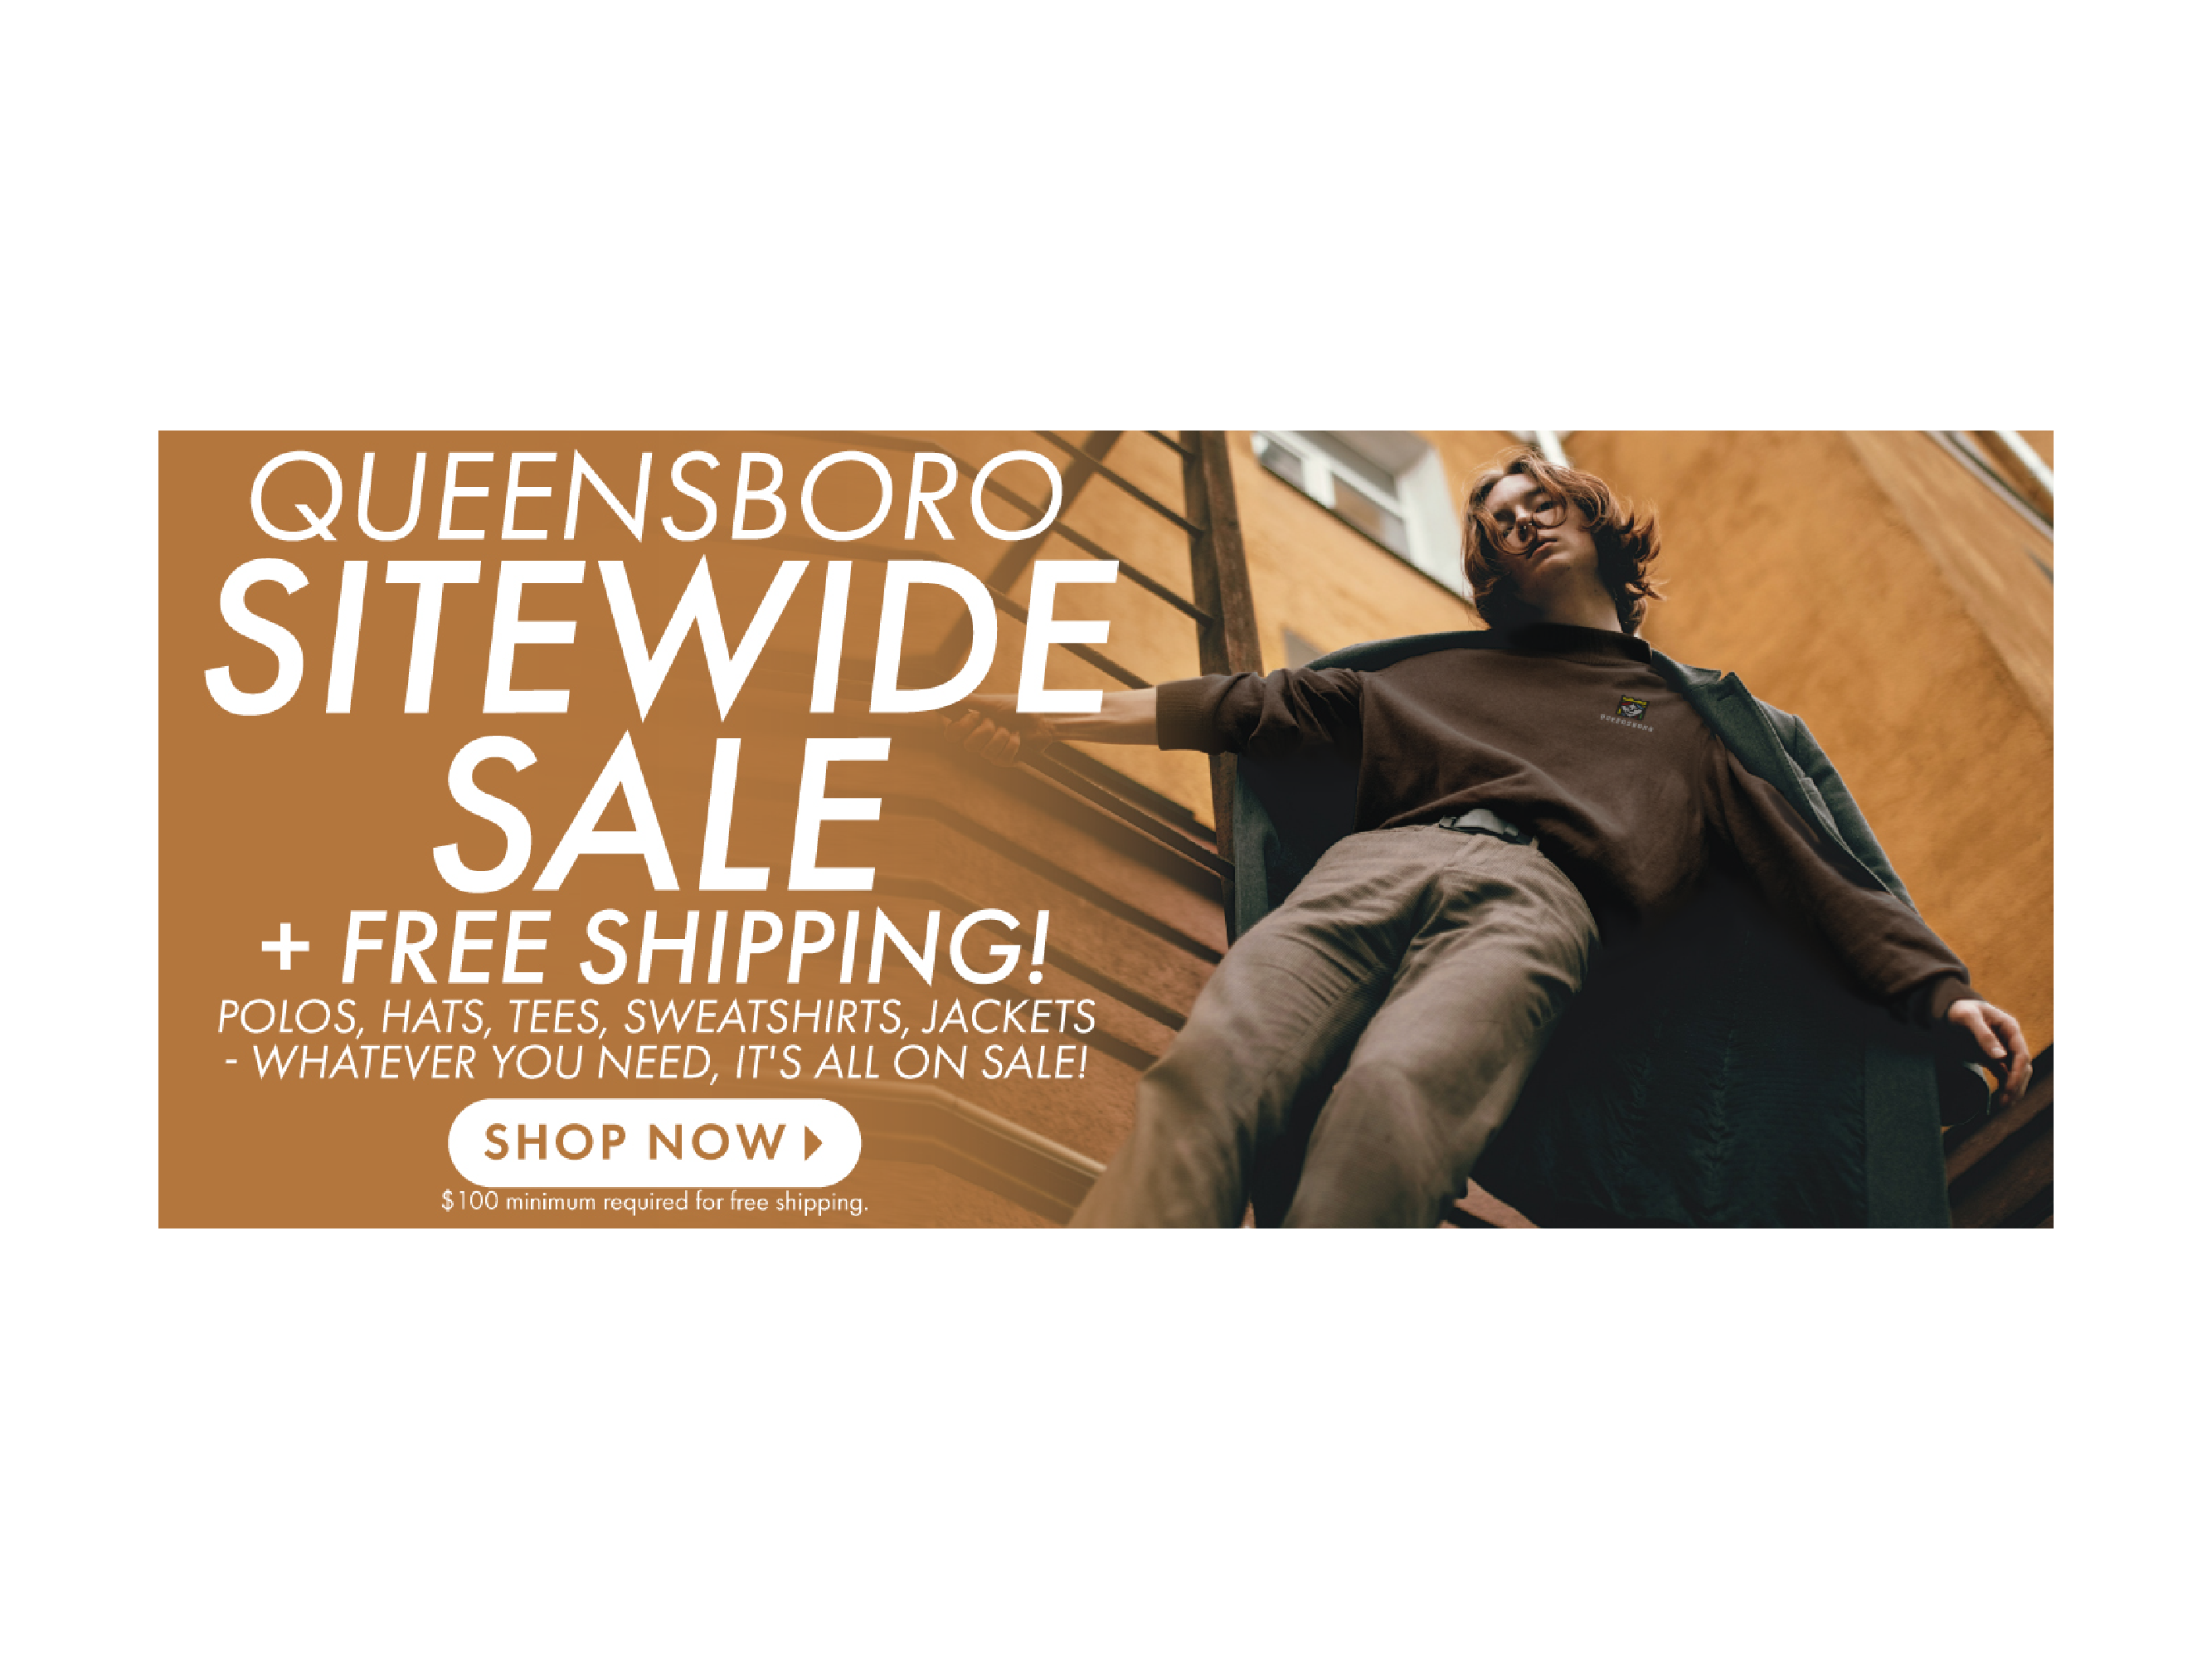 QUEENSBORO
SITEWIDE
SALE
+ FREE SHIPPING!
POLOS, HATS, TEES, SWEATSHIRTS, JACKETS
- WHATEVER YOU NEED, IT'S ALL ON SALE!
SHOP NOW
$100 minimum required for free shipping.
QUEENSBORO